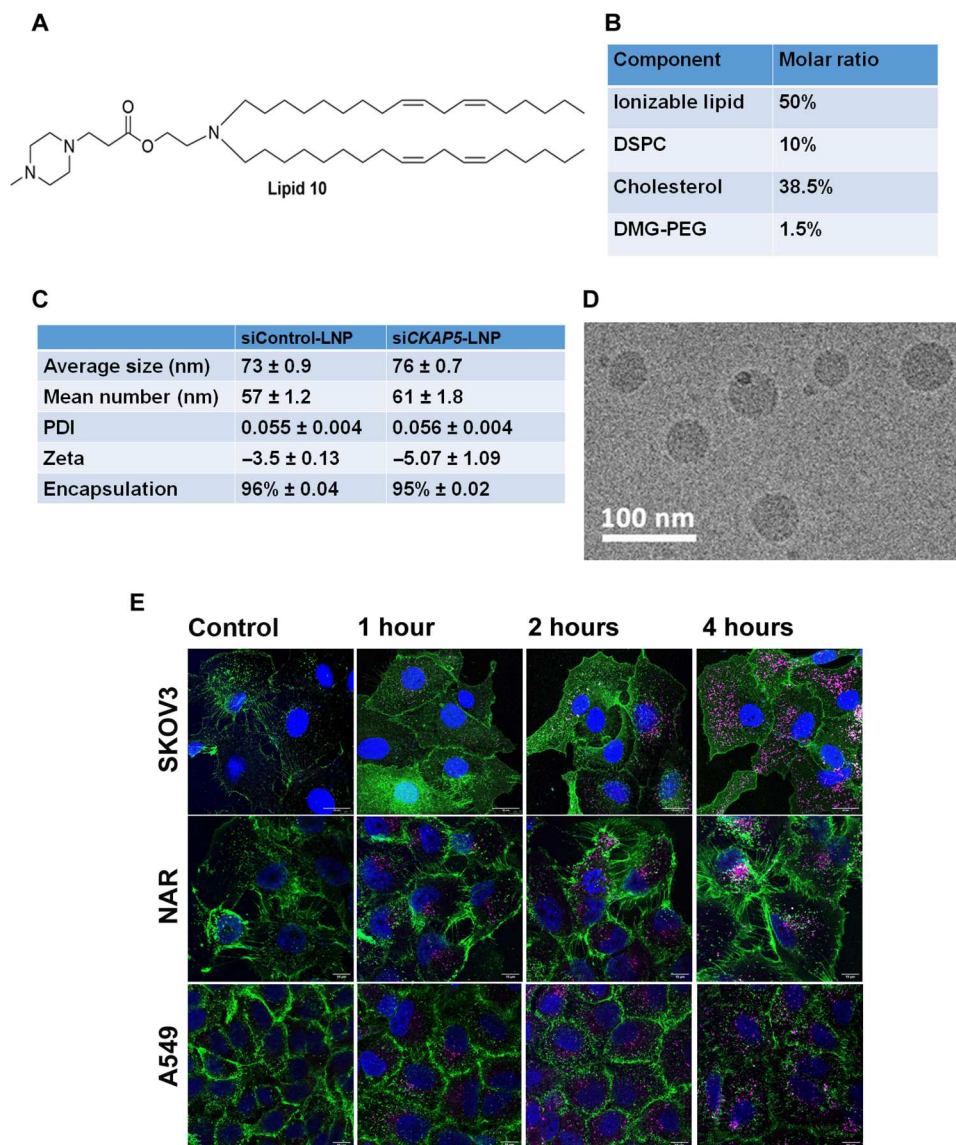 A
O
N
O
N
N
Lipid 10
B
Component Molar ratio
Ionizable lipid 50%
DSPC 10%
Cholesterol 38.5%
DMG-PEG 1.5%
C
siControl-LNP siCKAP5-LNP
Average size (nm) 73 ± 0.9 76 ± 0.7
Mean number (nm) 57 ± 1.2 61 ± 1.8
PDI 0.055 ± 0.004 0.056 ± 0.004
Zeta –3.5 ± 0.13 –5.07 ± 1.09
Encapsulation 96% ± 0.04 95% ± 0.02
D
100 nm
E
Control 1 hour 2 hours 4 hours
SKOV3
NAR
A549